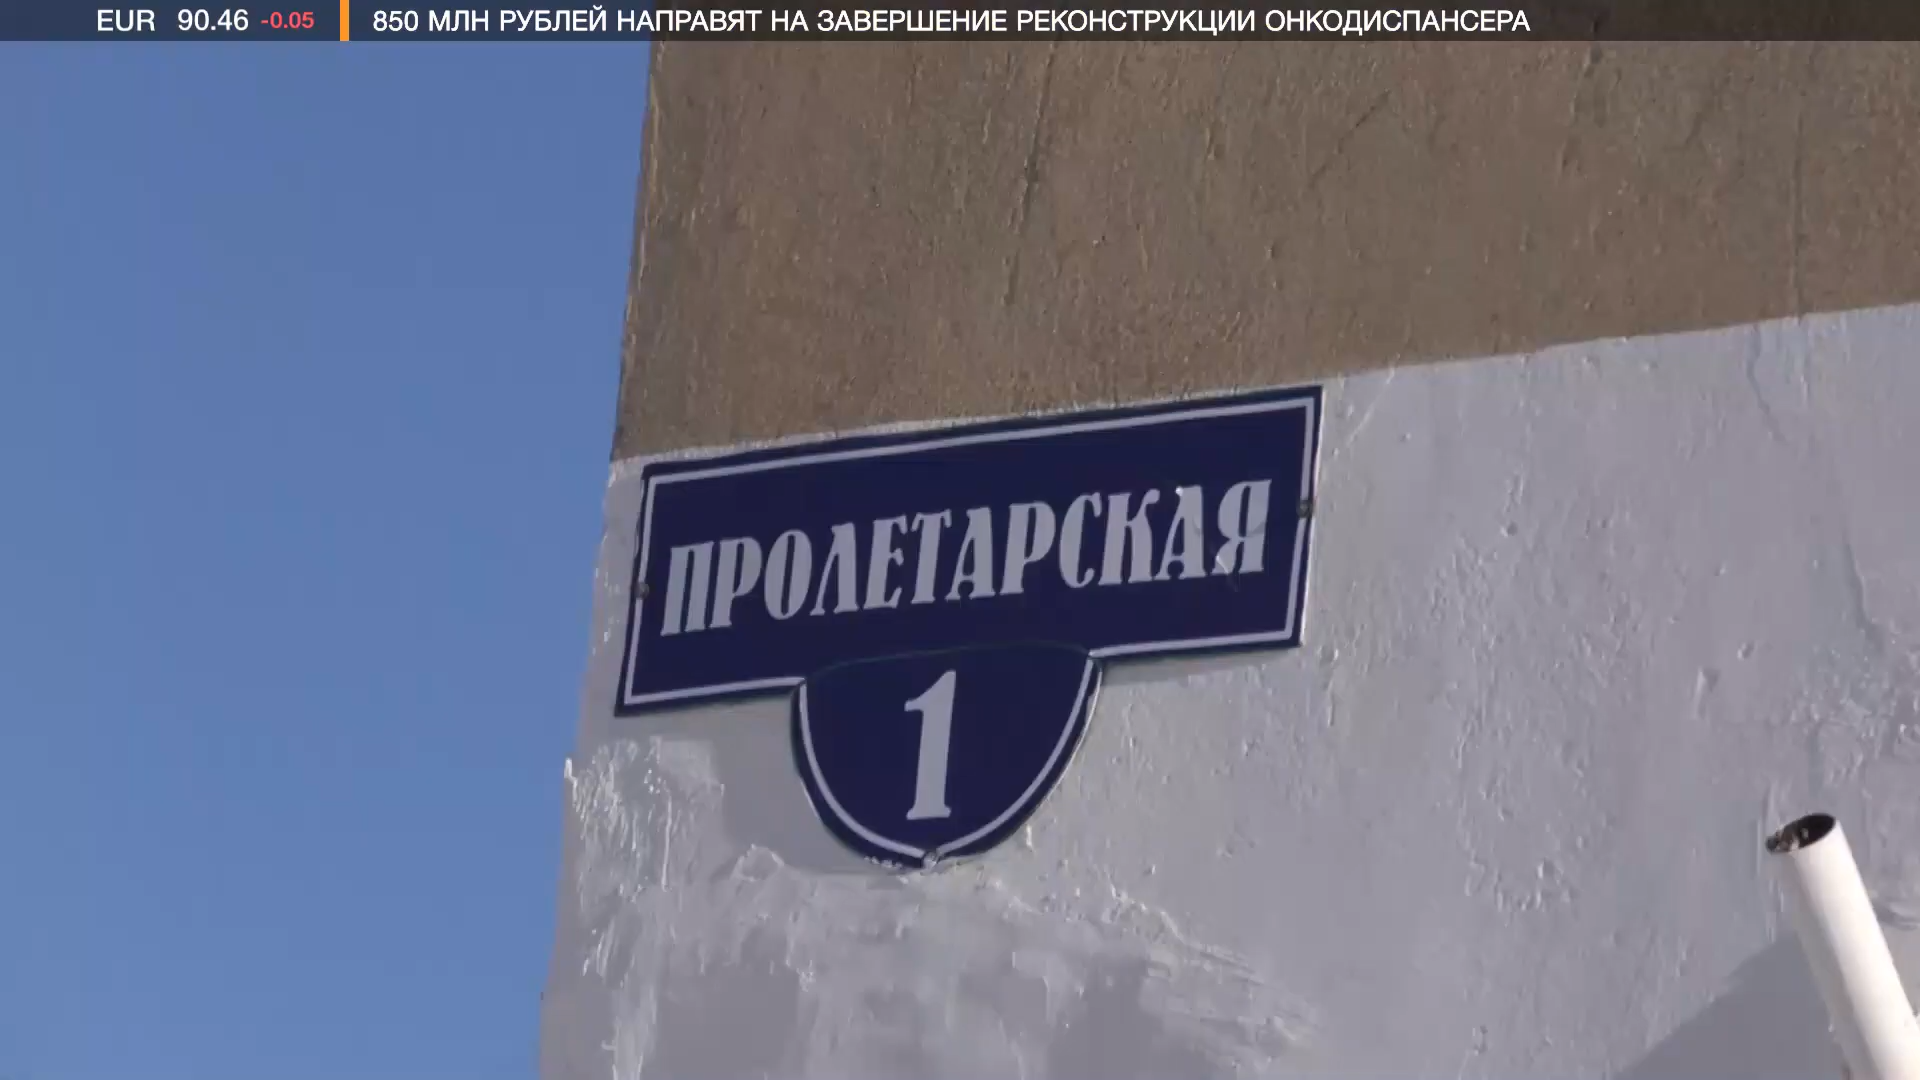 EUR 90.46 -0.05 850 МЛН РУБЛЕЙ НАПРАВЯТ НА ЗАВЕРШЕНИЕ РЕКОНСТРУКЦИИ ОНКОДИСПАНСЕРА
ПРОЛЕТАРСКАЯ
1